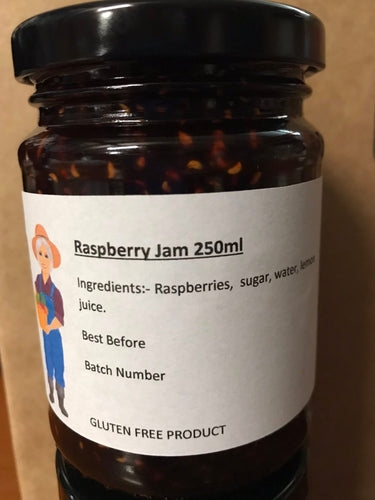 Raspberry Jam 250ml
Ingredients:- Raspberries, sugar, water, lemon
juice.
Best Before
Batch Number
GLUTEN FREE PRODUCT